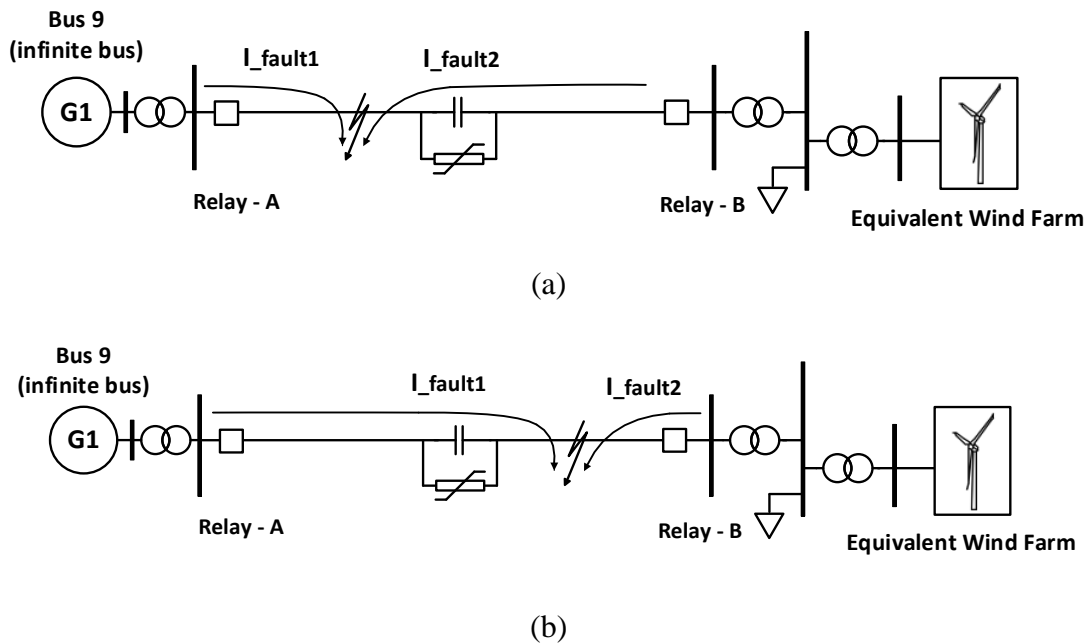 Bus 9
(infinite bus)
I_fault1
I_fault2
G1
Relay - A
Relay - B
Equivalent Wind Farm
(a)
Bus 9
(infinite bus)
I_fault1
I_fault2
G1
Relay - A
Relay - B
Equivalent Wind Farm
(b)